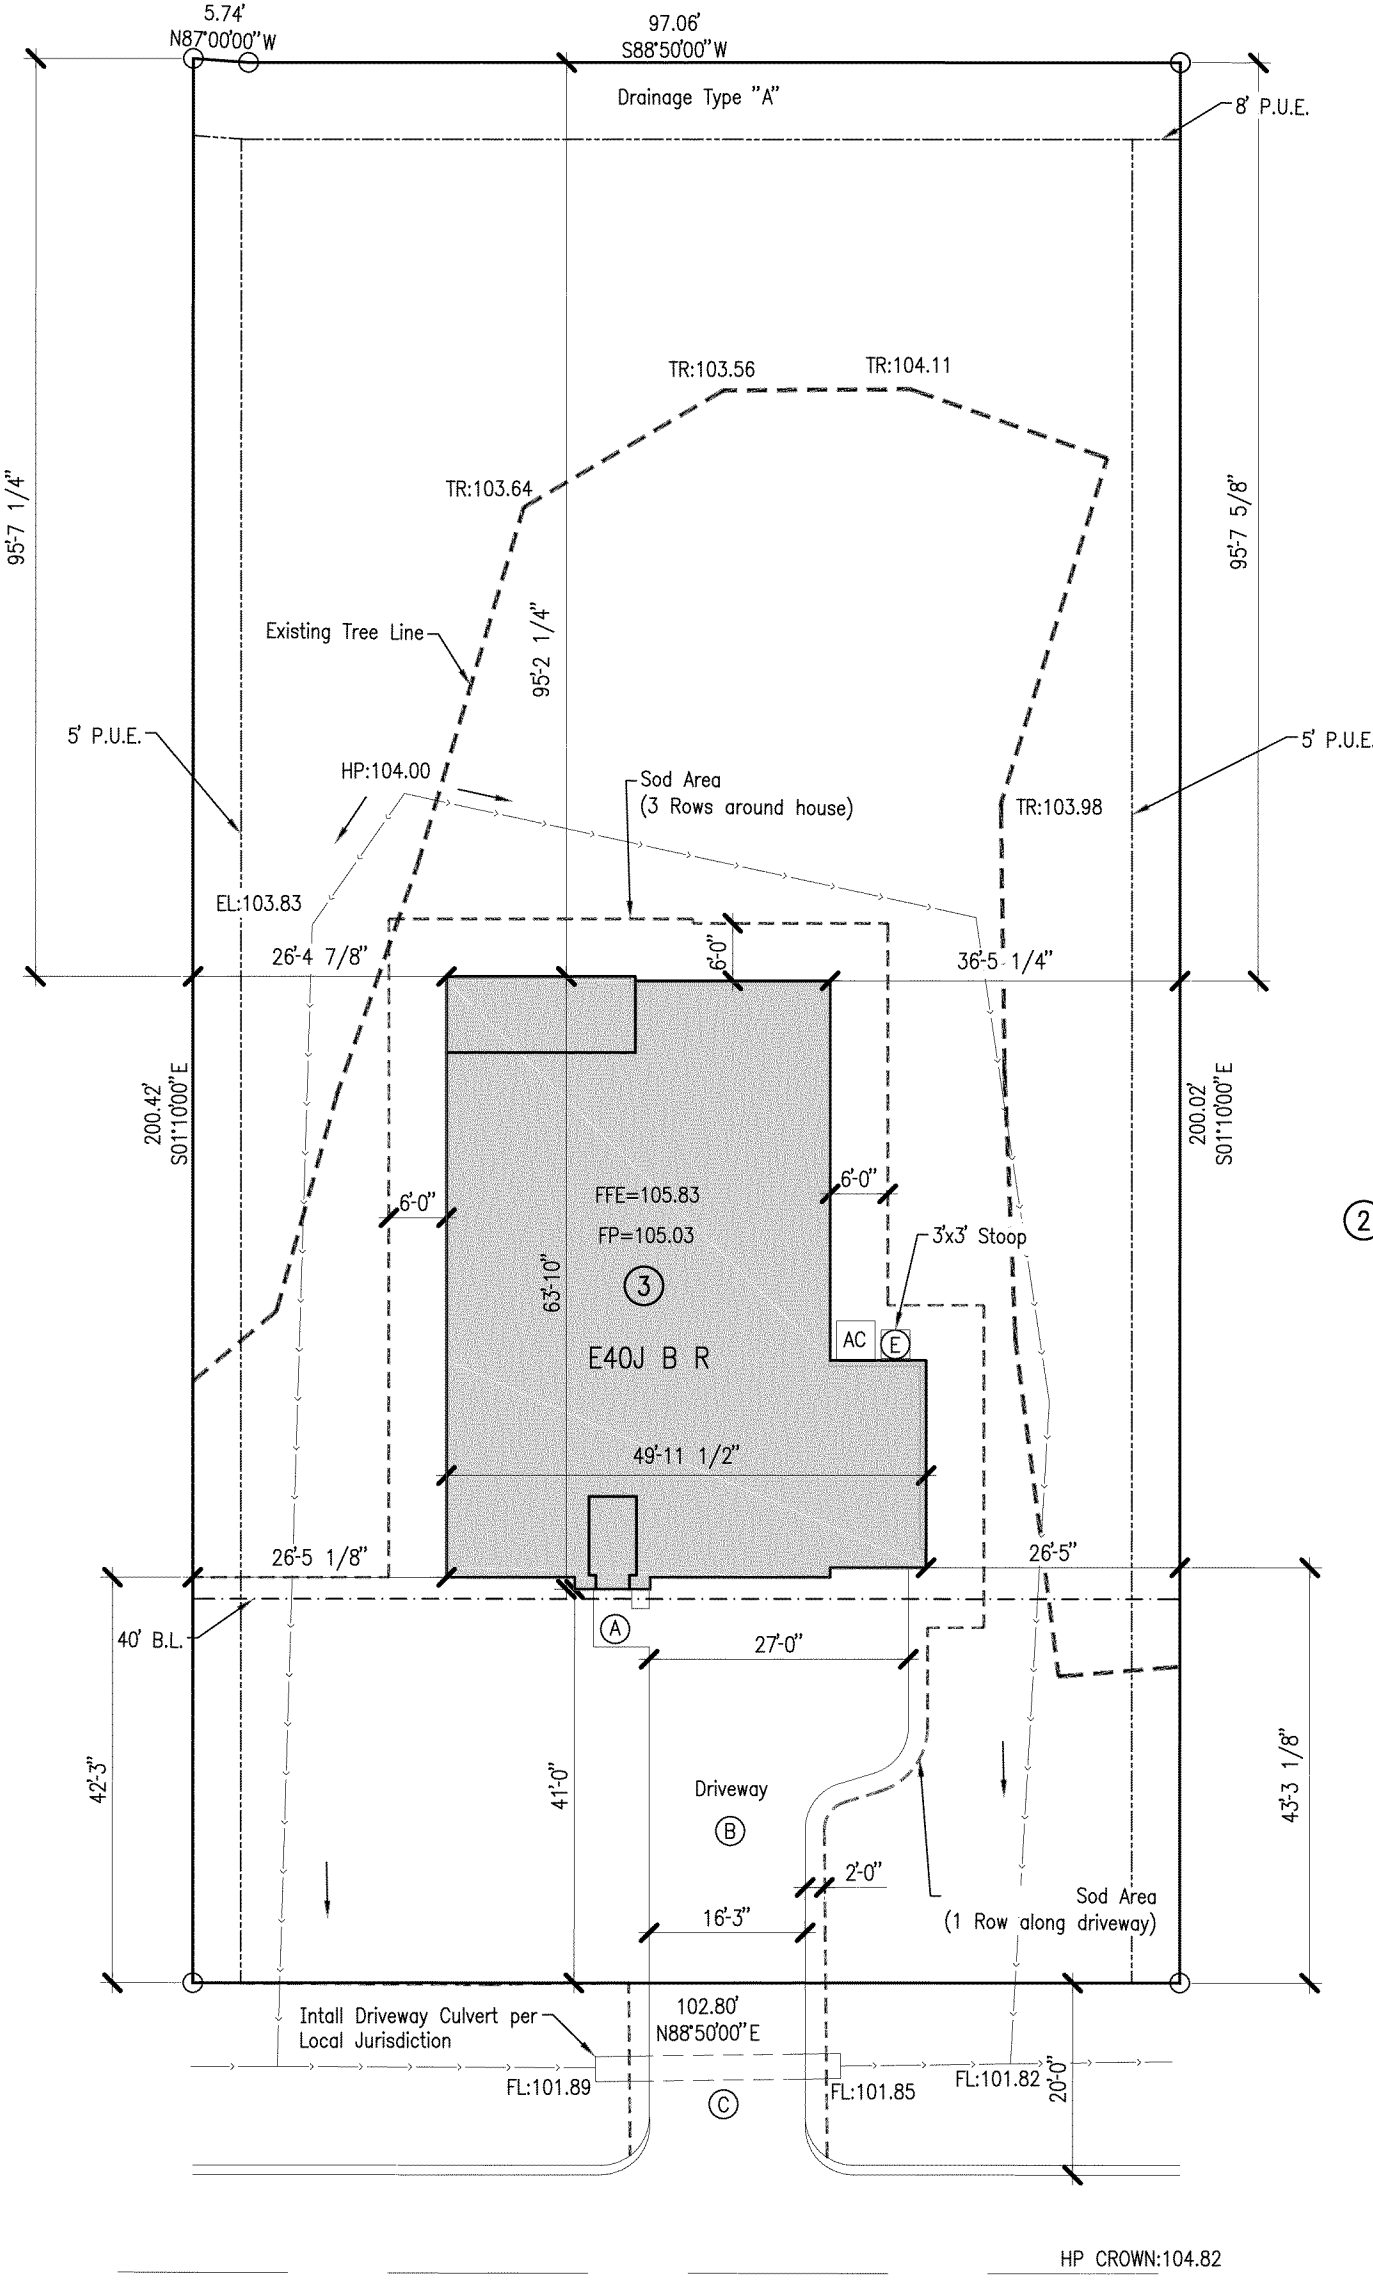 5.74'
N87°00'00"W
97.06'
S88°50'00"W
Drainage Type "A"
8' P.U.E.
TR:103.56
TR:104.11
95'-7 1/4"
TR:103.64
95'-7 5/8"
Existing Tree Line
95'-2 1/4"
5' P.U.E.
5' P.U.E.
HP:104.00
Sod Area
(3 Rows around house)
TR:103.98
EL:103.83
26'-4 7/8"
6'-0"
36'-5 1/4"
200.42'
S01°10'00"E
200.02'
S01°10'00"E
6'-0"
FFE=105.83
6'-0"
FP=105.03
3'x3' Stoop
2
63'-10"
3
AC
E
E40J B R
49'-11 1/2"
26'-5 1/8"
26'-5"
40' B.L.
A
27'-0"
42'-3"
41'-0"
Driveway
B
43'-3 1/8"
2'-0"
Sod Area
(1 Row along driveway)
16'-3"
Intall Driveway Culvert per
Local Jurisdiction
102.80'
N88°50'00"E
FL:101.89
C
FL:101.85
FL:101.82
20'-0"
HP CROWN:104.82